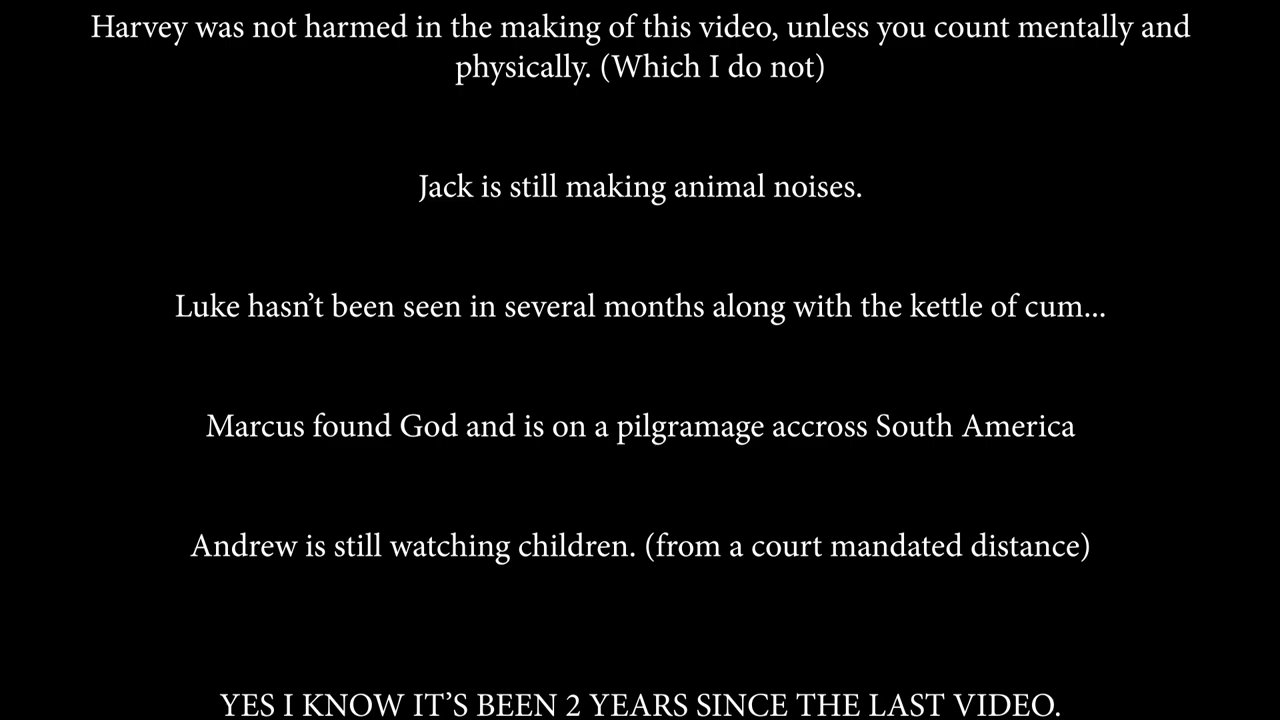 Harvey was not harmed in the making of this video, unless you count mentally and
physically. (Which I do not)
Jack is still making animal noises.
Luke hasn’t been seen in several months along with the kettle of cum...
Marcus found God and is on a pilgramage accross South America
Andrew is still watching children. (from a court mandated distance)
YES I KNOW IT’S BEEN 2 YEARS SINCE THE LAST VIDEO.